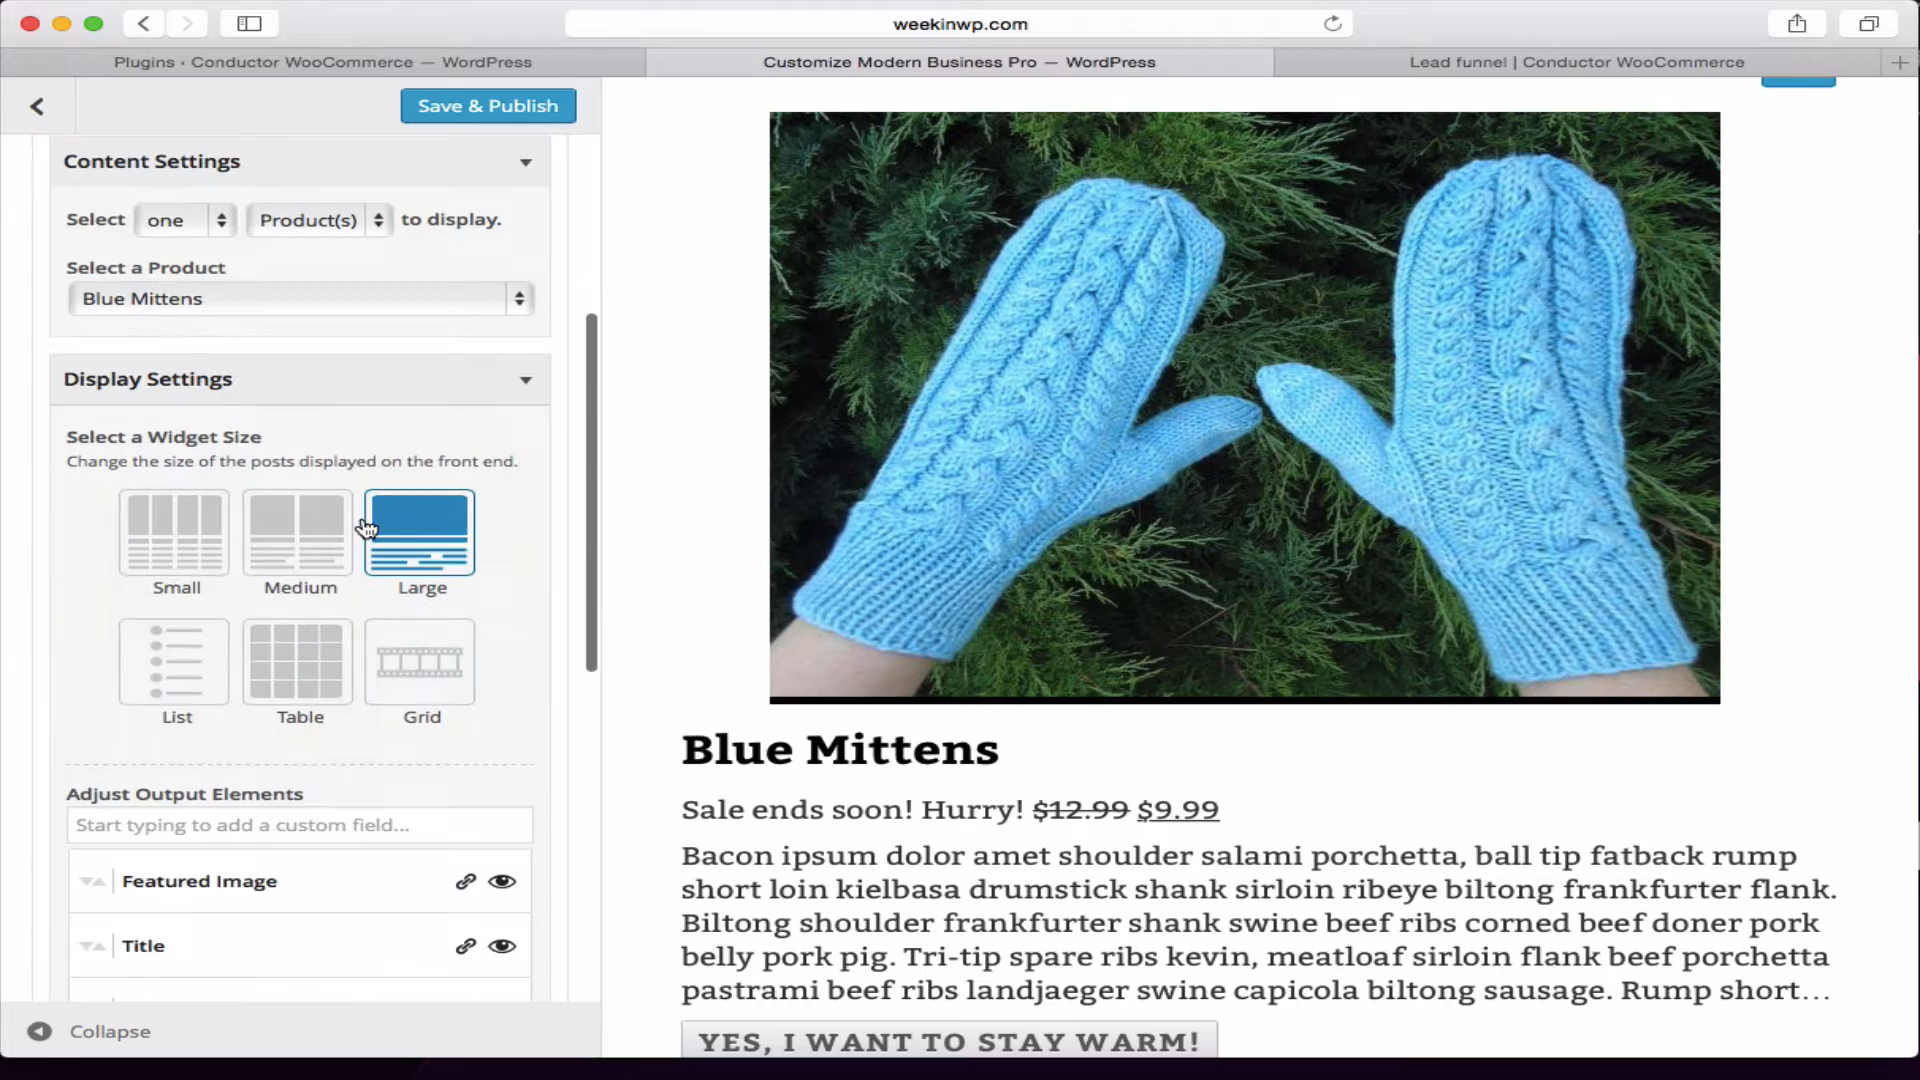 weekinwp.com
Plugins ‹ Conductor WooCommerce — WordPress
Customize Modern Business Pro — WordPress
Lead funnel | Conductor WooCommerce
Save & Publish
Content Settings
Select one Product(s) to display.
Select a Product
Blue Mittens
Display Settings
Select a Widget Size
Change the size of the posts displayed on the front end.
Small Medium Large
List Table Grid
Adjust Output Elements
Start typing to add a custom field...
Featured Image
Title
Collapse
Blue Mittens
Sale ends soon! Hurry! $12.99 $9.99
Bacon ipsum dolor amet shoulder salami porchetta, ball tip fatback rump
short loin kielbasa drumstick shank sirloin ribeye biltong frankfurter flank.
Biltong shoulder frankfurter shank swine beef ribs corned beef doner pork
belly pork pig. Tri-tip spare ribs kevin, meatloaf sirloin flank beef porchetta
pastrami beef ribs landjaeger swine capicola biltong sausage. Rump short…
YES, I WANT TO STAY WARM!